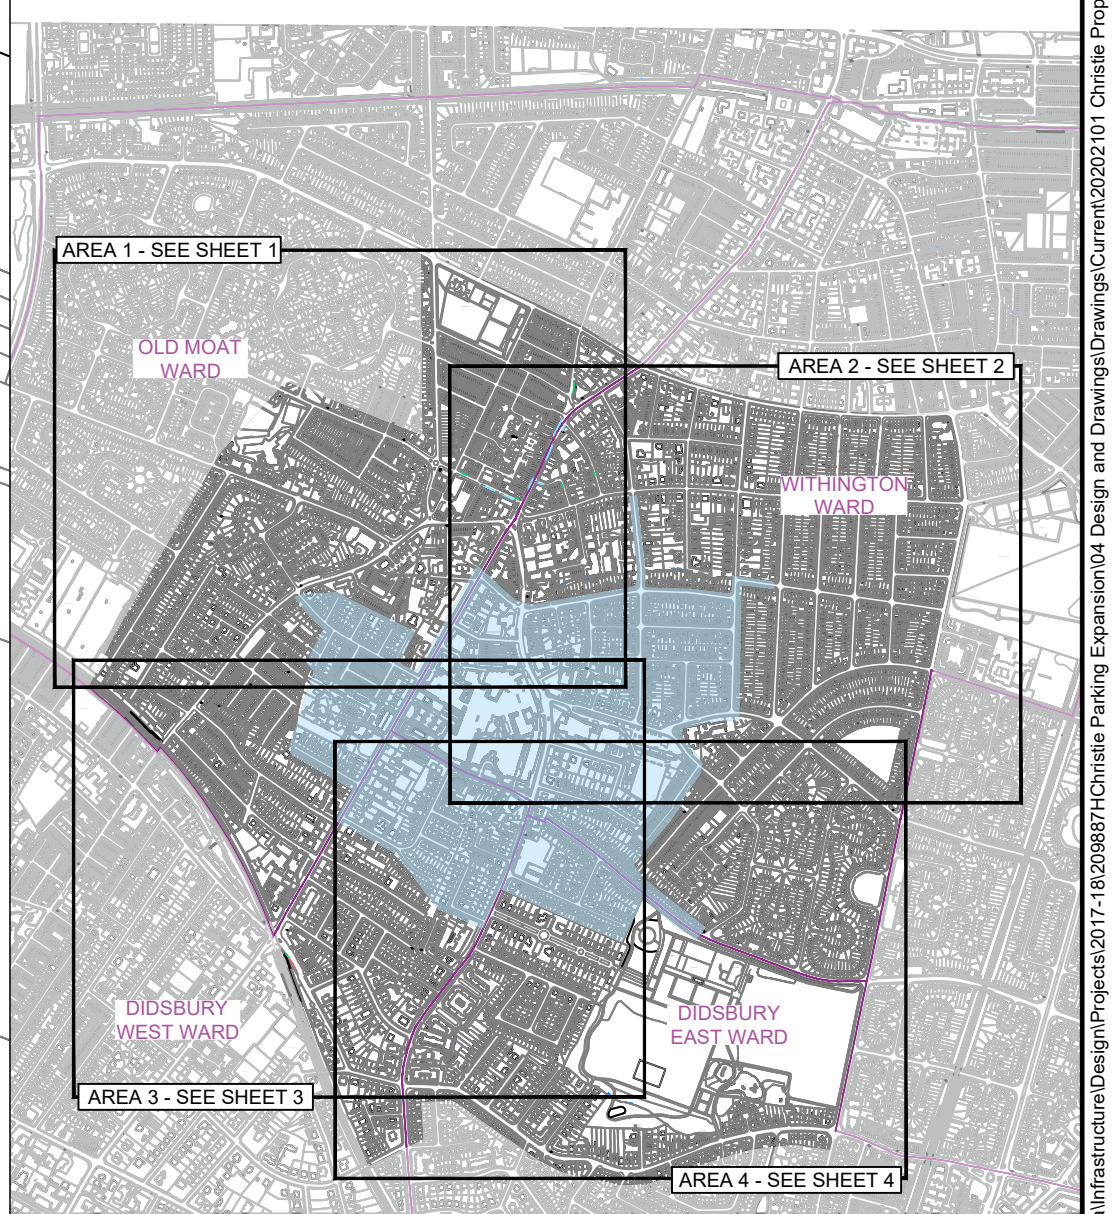 AREA 1 - SEE SHEET 1
OLD MOAT
WARD
AREA 2 - SEE SHEET 2
WITHINGTON
WARD
DIDSBURY
WEST WARD
DIDSBURY
EAST WARD
AREA 3 - SEE SHEET 3
AREA 4 - SEE SHEET 4
a\Infrastructure\Design\Projects\2017-18\209887HChristie Parking Expansion\04 Design and Drawings\Drawings\Current\20202101 Christie Prop